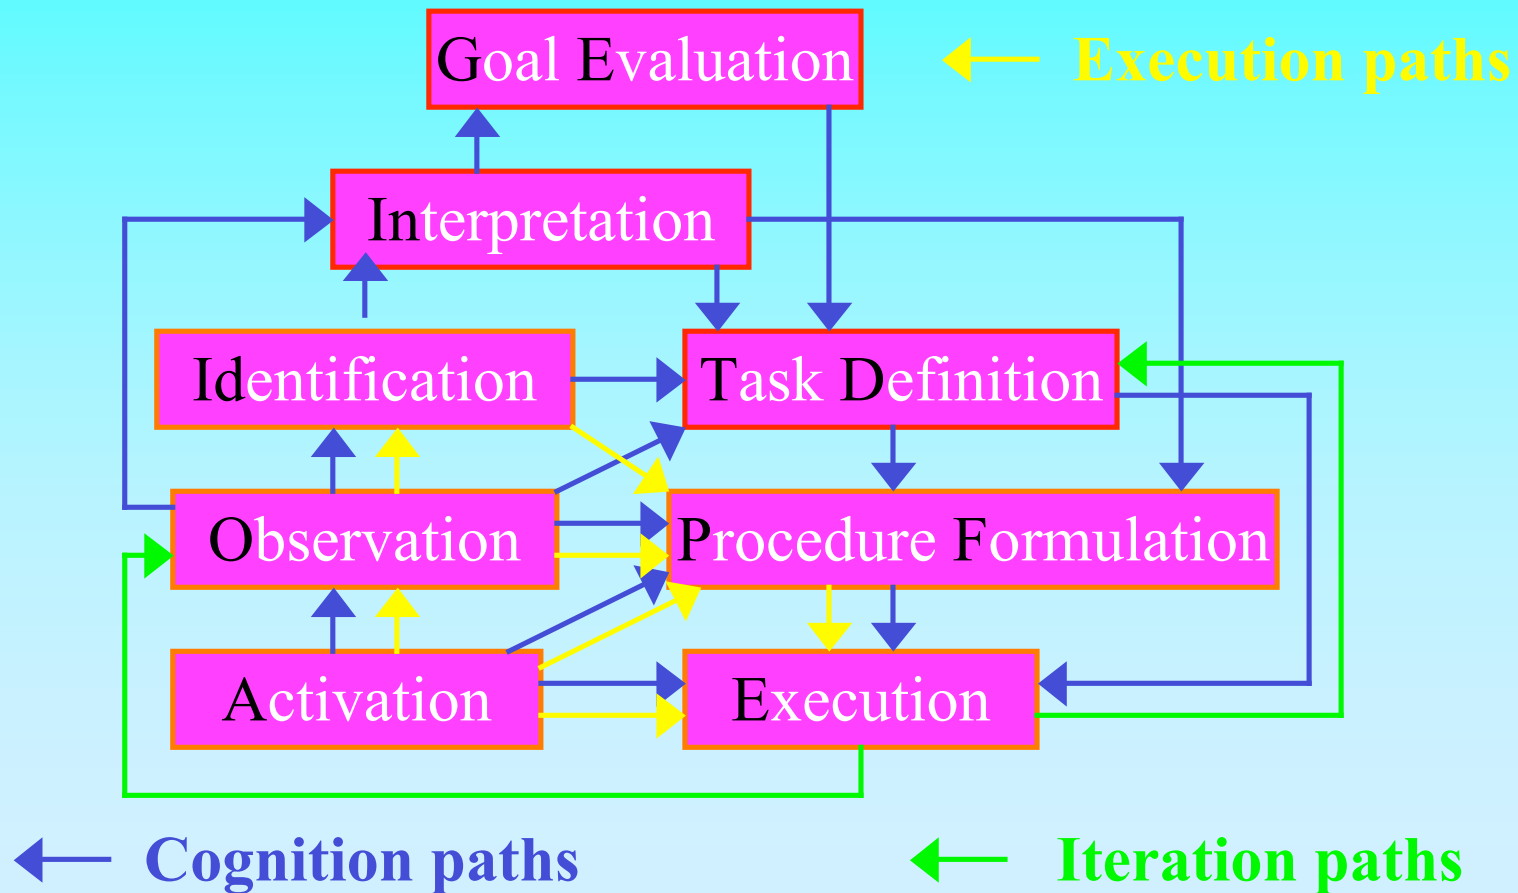 Goal Evaluation
Execution paths
Interpretation
Identification
Task Definition
Observation
Procedure Formulation
Activation
Execution
Cognition paths
Iteration paths